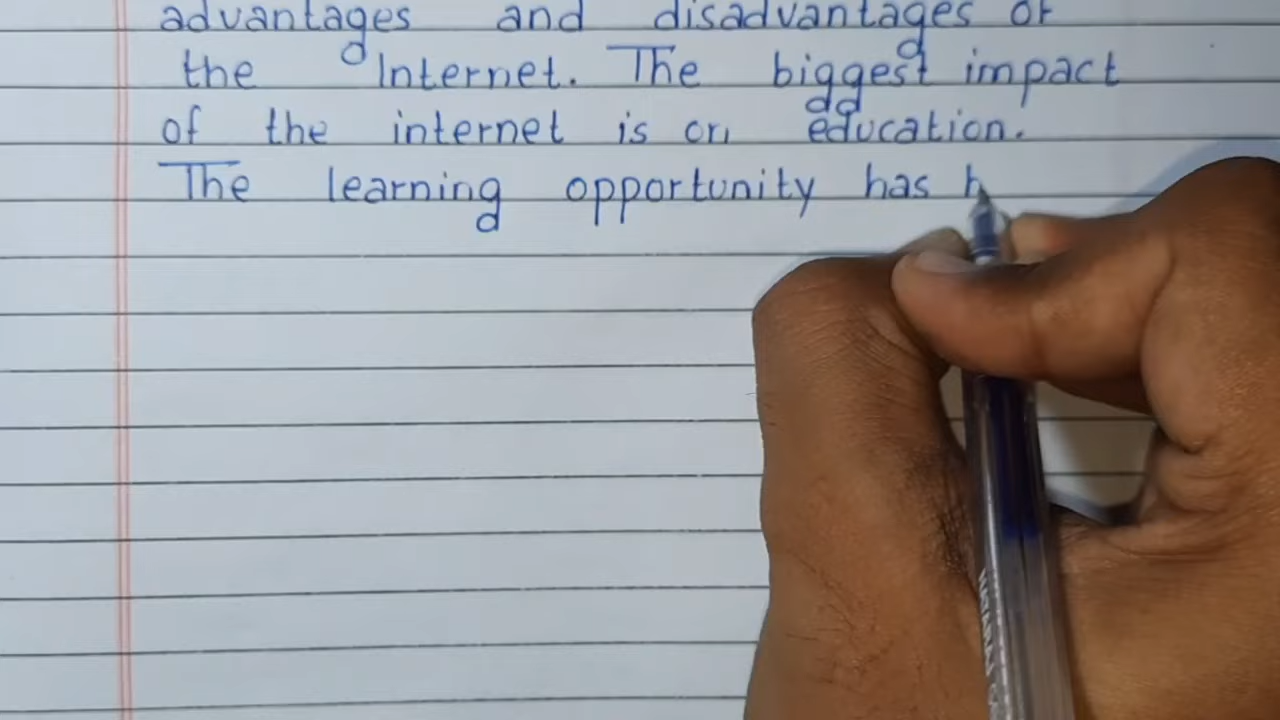 advantages and disadvantages of
the Internet. The biggest impact
of the internet is on education.
The learning opportunity has